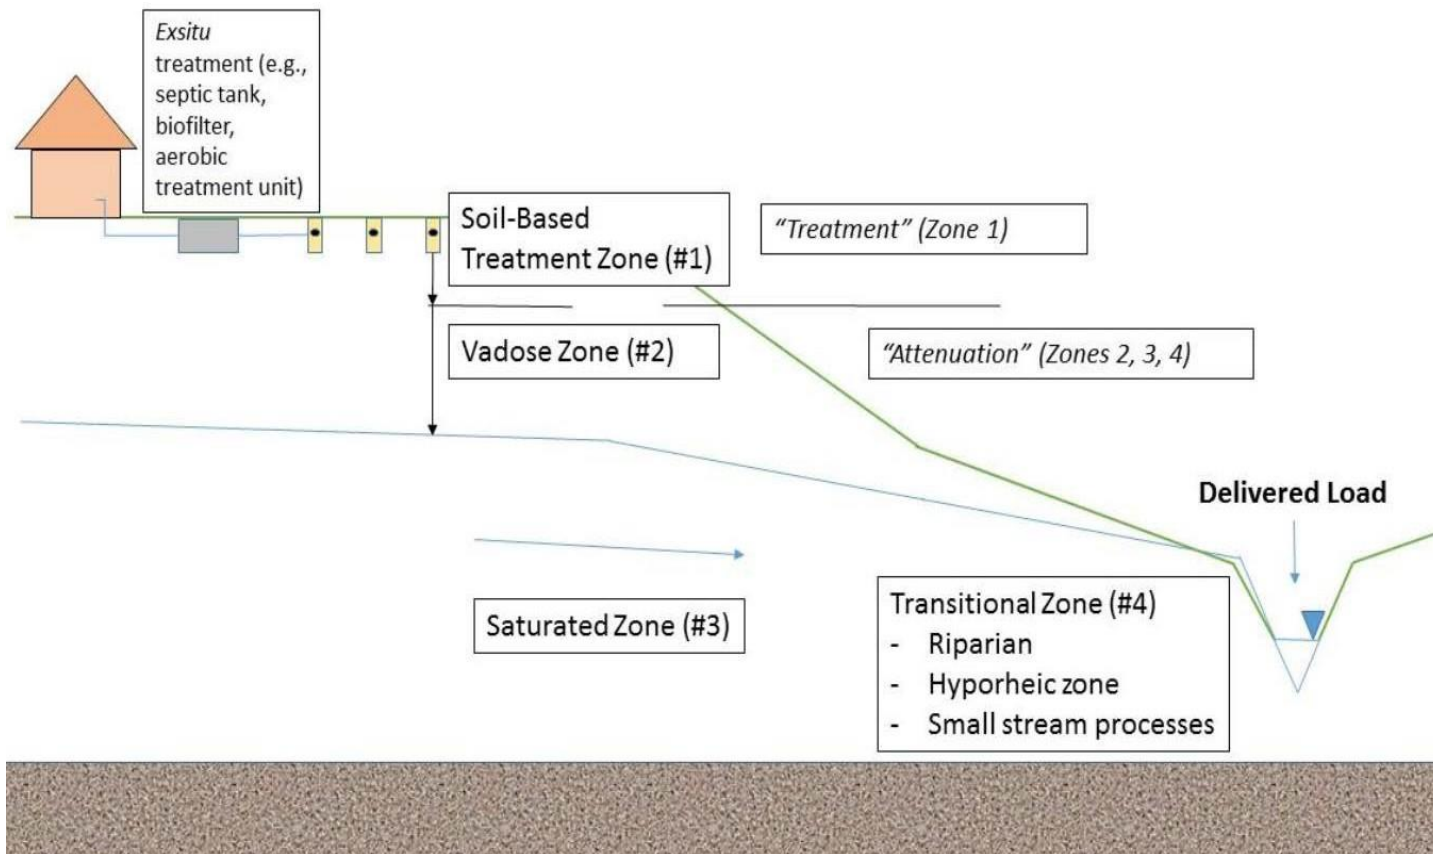 Exsitu
treatment (e.g.,
septic tank,
biofilter,
aerobic
treatment unit)
Soil-Based
Treatment Zone (#1)
“Treatment” (Zone 1)
Vadose Zone (#2)
“Attenuation” (Zones 2, 3, 4)
Delivered Load
Saturated Zone (#3)
Transitional Zone (#4)
- Riparian
- Hyporheic zone
- Small stream processes